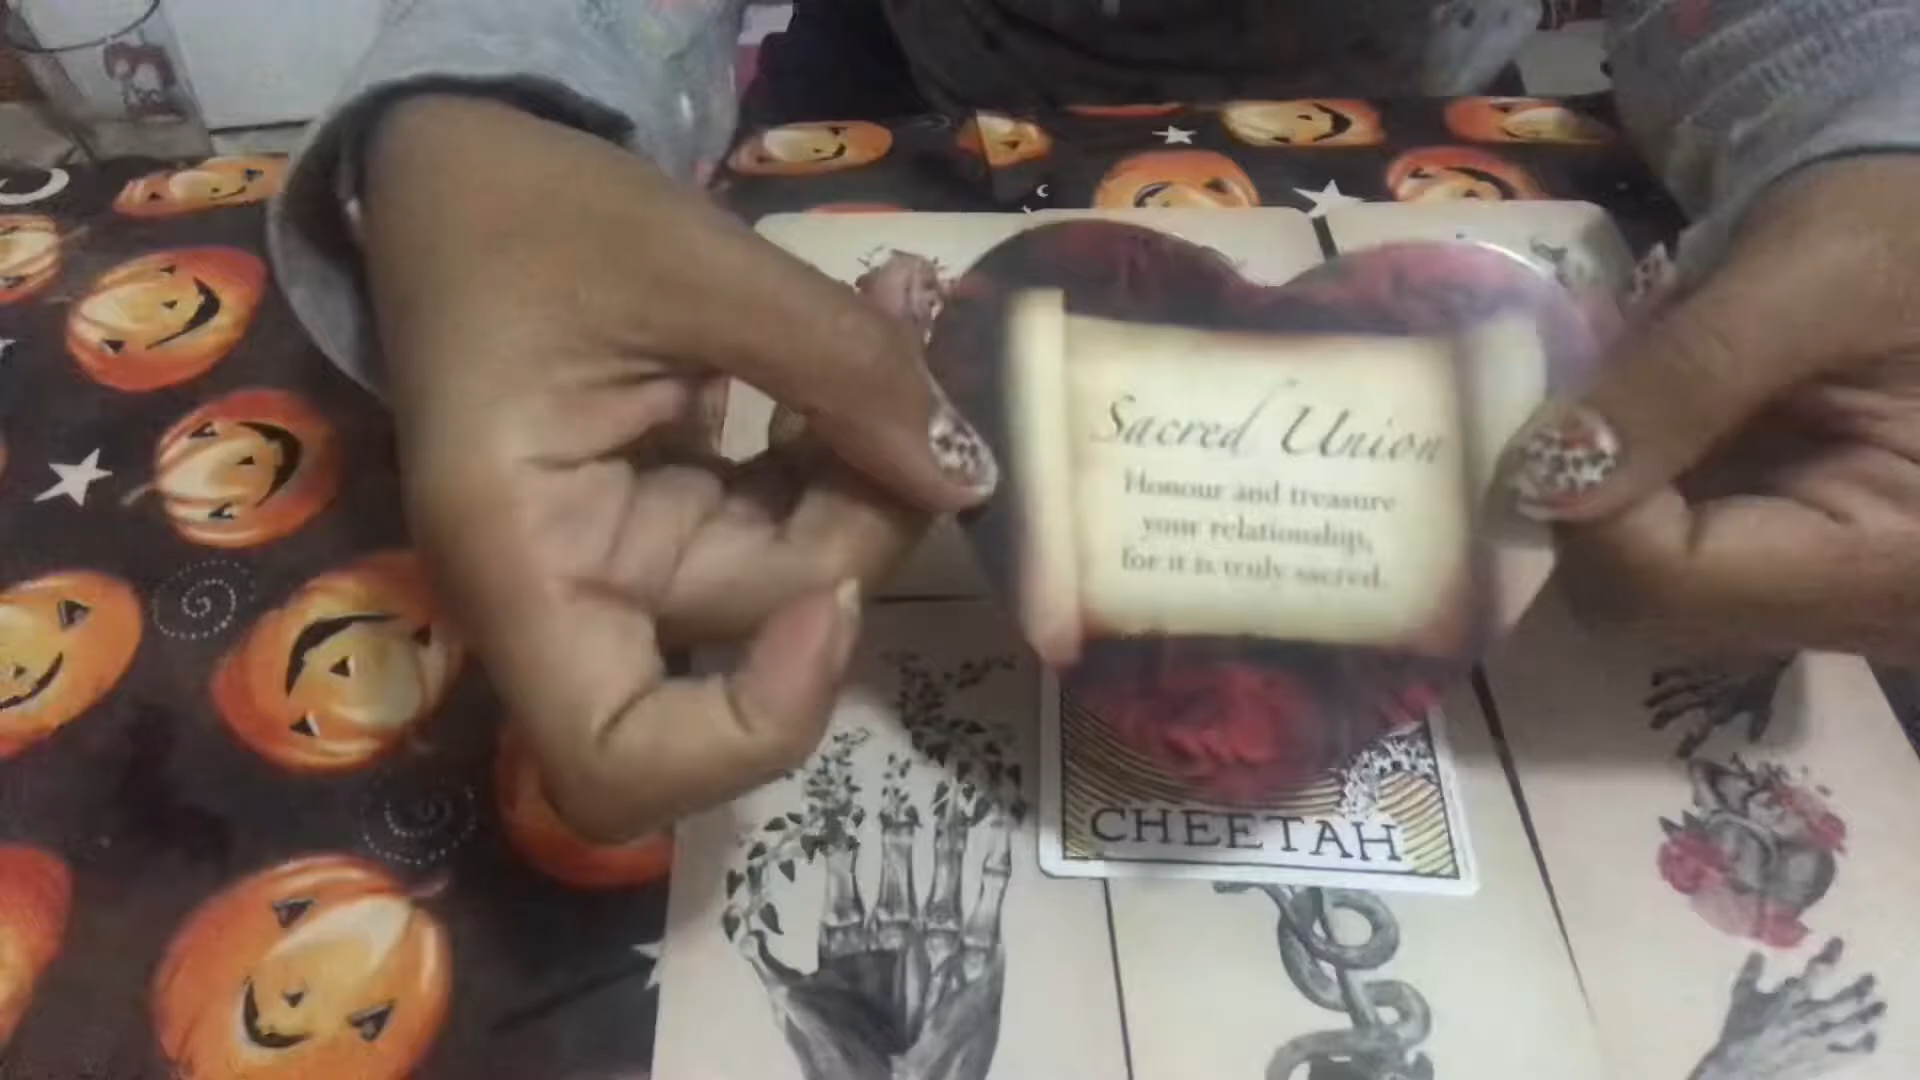 Sacred Union
Honour and treasure
your relationship,
for it is truly sacred.
CHEETAH